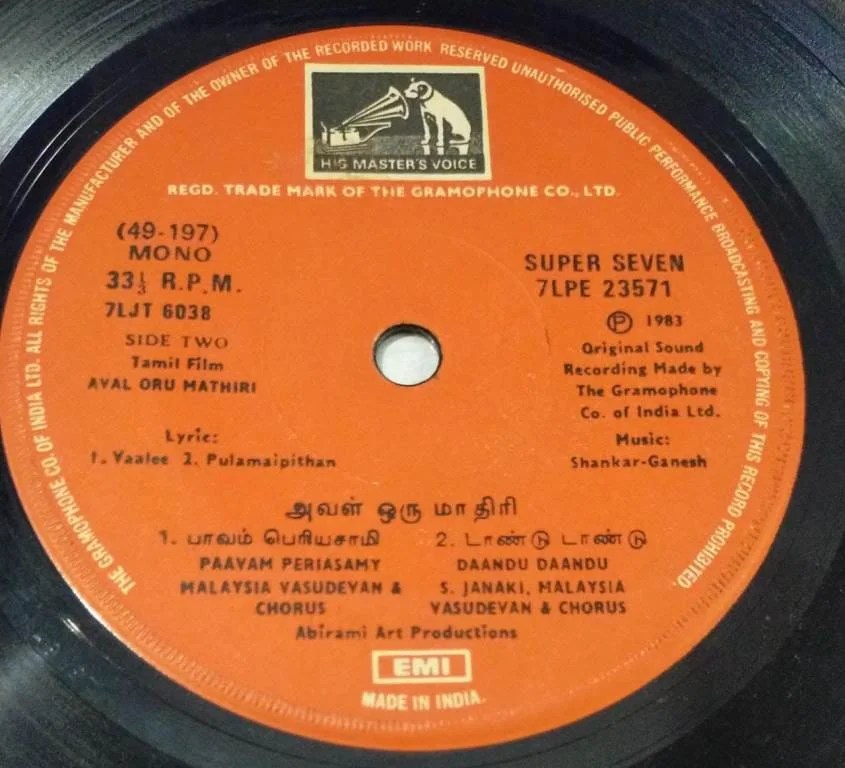 THE GRAMOPHONE CO. OF INDIA LTD. ALL RIGHTS OF THE MANUFACTURER AND OF THE OWNER OF THE RECORDED WORK RESERVED UNAUTHORISED PUBLIC PERFORMANCE BROADCASTING AND COPYING OF THIS RECORD PROHIBITED.
HIS MASTER'S VOICE
REGD. TRADE MARK OF THE GRAMOPHONE CO., LTD.
(49-197)
MONO
33⅓ R.P.M.
7LJT 6038
SIDE TWO
Tamil Film
AVAL ORU MATHIRI
Lyric:
1. Vaalee 2. Pulamaipithan
SUPER SEVEN
7LPE 23571
Ⓟ 1983
Original Sound
Recording Made by
The Gramophone
Co. of India Ltd.
Music:
Shankar-Ganesh
அவள் ஒரு மாதிரி
1. பாவம் பெரியசாமி
PAAVAM PERIASAMY
MALAYSIA VASUDEVAN &
CHORUS
2. டாண்டு டாண்டு
DAANDU DAANDU
S. JANAKI, MALAYSIA
VASUDEVAN & CHORUS
Abirami Art Productions
EMI
MADE IN INDIA.